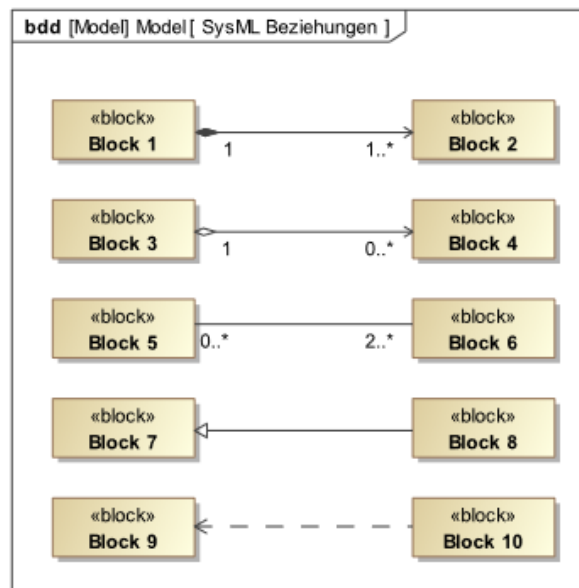 bdd [Model] Model[ SysML Beziehungen ]
«block» «block»
Block 1 1 1..* Block 2
«block» «block»
Block 3 1 0..* Block 4
«block» «block»
Block 5 0..* 2..* Block 6
«block» «block»
Block 7 Block 8
«block» «block»
Block 9 Block 10